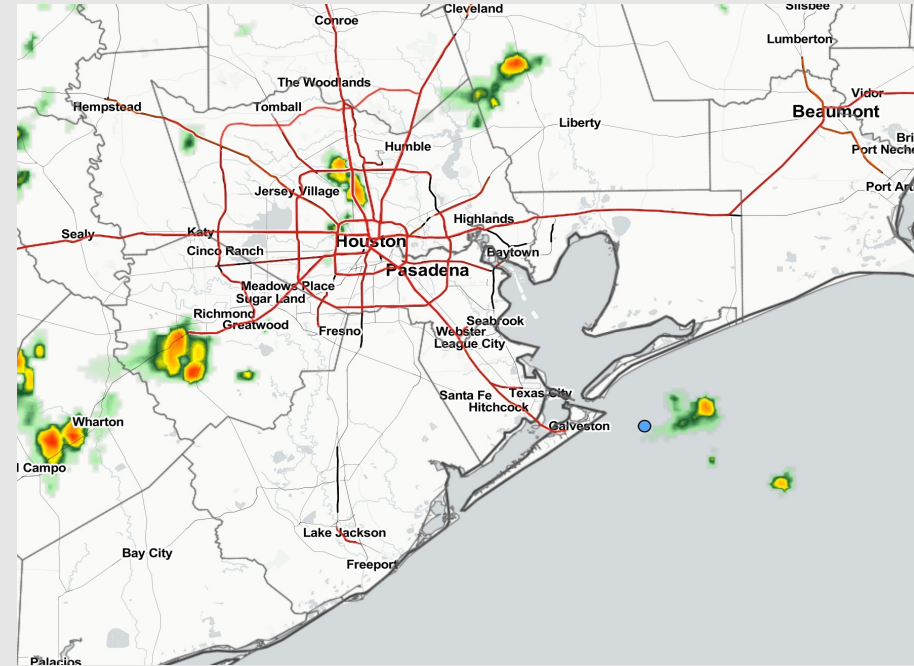 Cleveland
Silsbee
Conroe
Lumberton
The Woodlands
Vidor
Hempstead
Tomball
Beaumont
Liberty
Bri
Humble
Port Neche
Jersey Village
Port Art
Highlands
Sealy
Katy
Houston
Cinco Ranch
Baytown
Pasadena
Meadows Place
Sugar Land
Richmond
Seabrook
Greatwood
Fresno
Webster
League City
Santa Fe
Texas City
Hitchcock
Wharton
Galveston
l Campo
Lake Jackson
Bay City
Freeport
Palacios